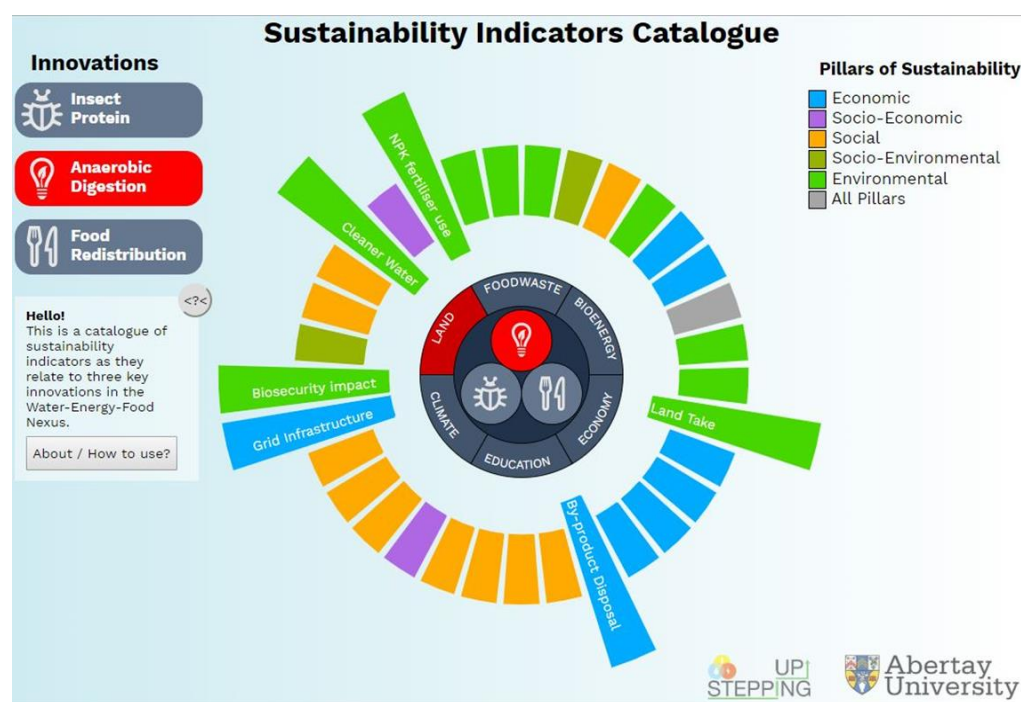 Sustainability Indicators Catalogue
Innovations
Insect
Protein
Anaerobic
Digestion
Food
Redistribution
<?<
Hello!
This is a catalogue of
sustainability
indicators as they
relate to three key
innovations in the
Water-Energy-Food
Nexus.
About / How to use?
Pillars of Sustainability
Economic
Socio-Economic
Social
Socio-Environmental
Environmental
All Pillars
NPK fertiliser use
Cleaner Water
Biosecurity impact
Grid Infrastructure
Land Take
By-product Disposal
FOODWASTE
BIOENERGY
ECONOMY
EDUCATION
CLIMATE
LAND
UP
STEPPING
Abertay
University